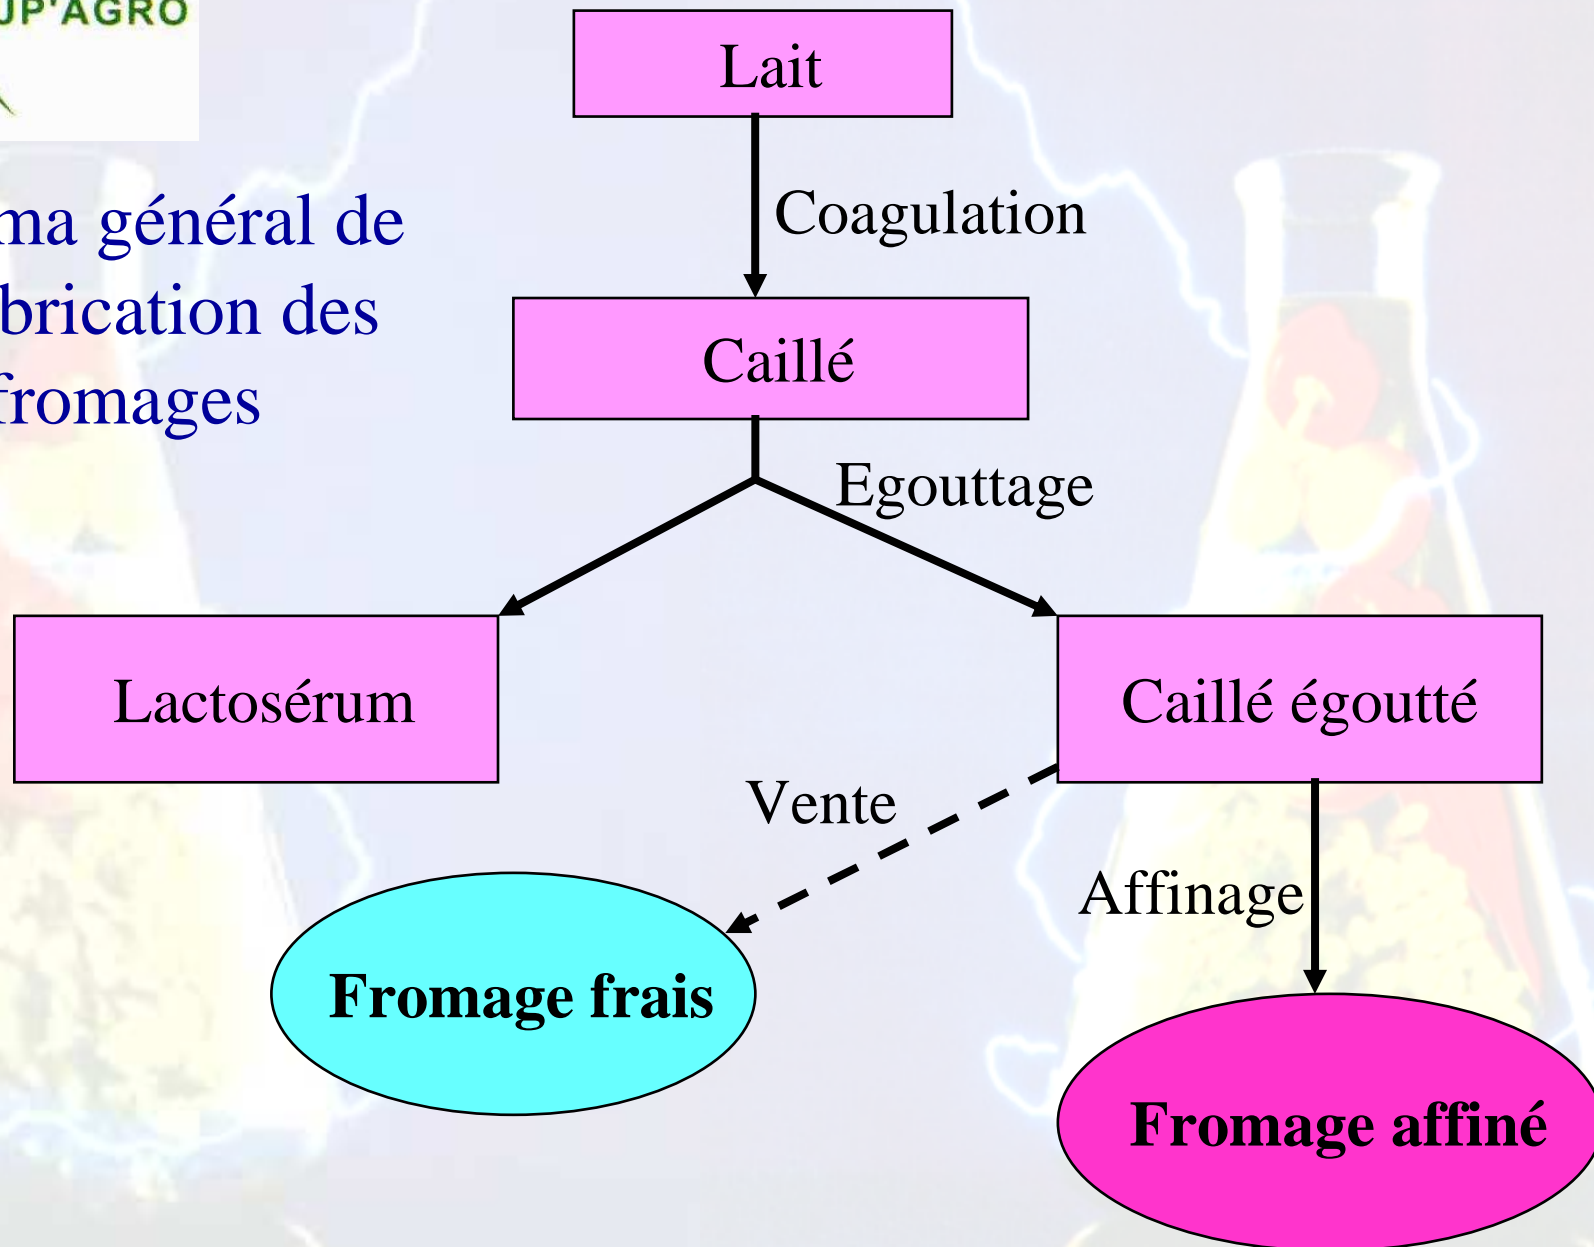 UP'AGRO
Lait
Coagulation
ma général de
brication des
fromages
Caillé
Egouttage
Lactosérum
Caillé égoutté
Vente
Affinage
Fromage frais
Fromage affiné